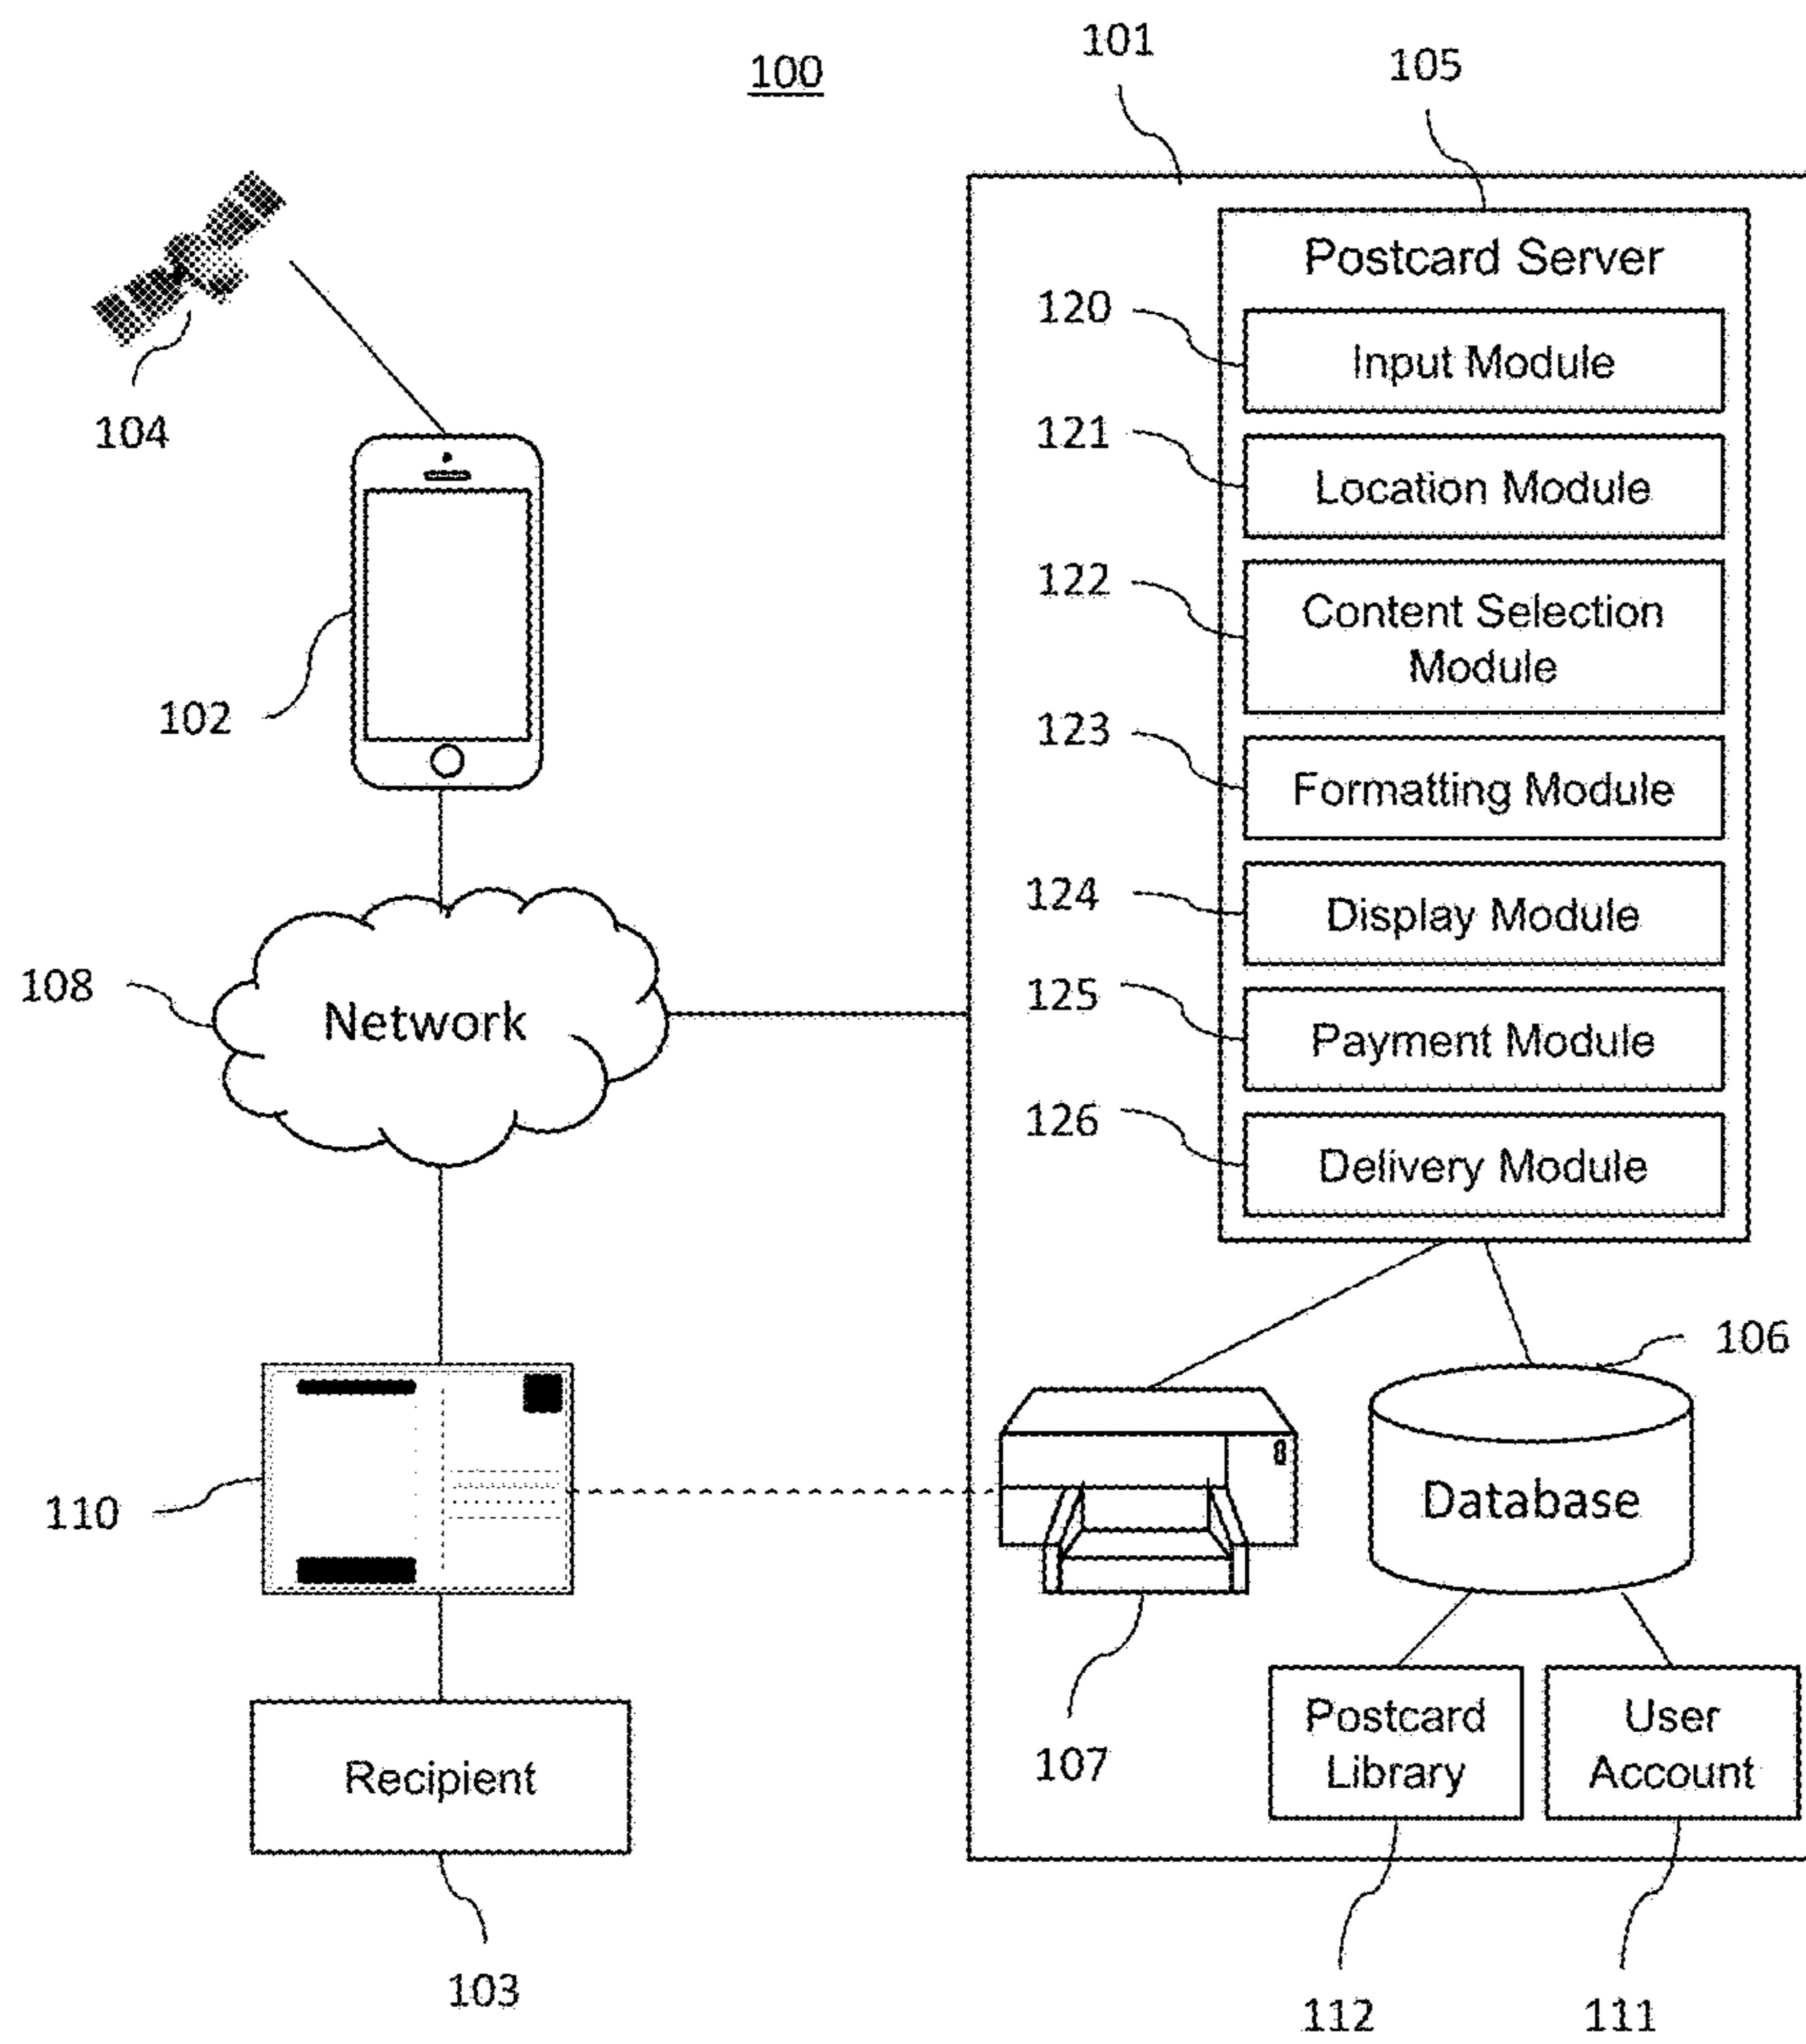 100
101
105
Postcard Server
120
Input Module
104
121
Location Module
122
Content Selection
Module
102
123
Formatting Module
124
Display Module
108
Network
125
Payment Module
126
Delivery Module
106
110
Database
107
Postcard
Library
User
Account
Recipient
103
112
111